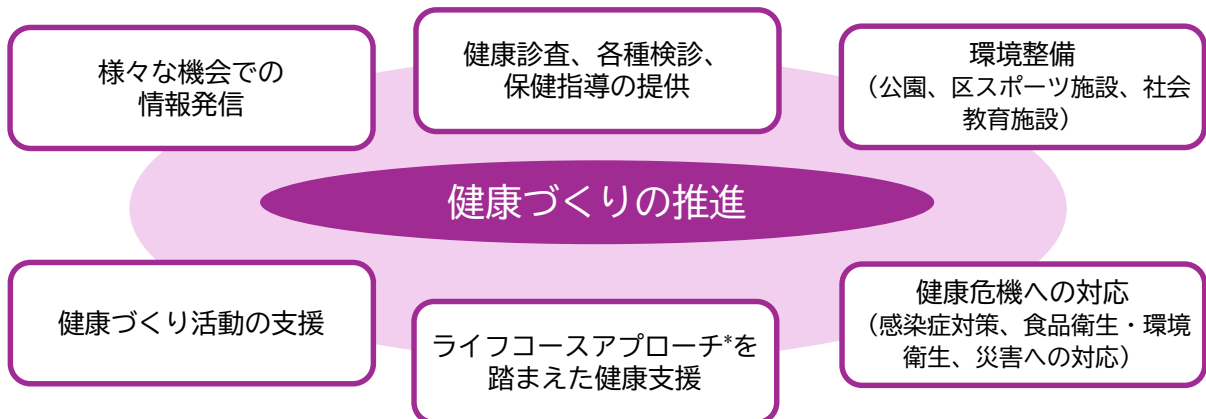 様々な機会での
情報発信
健康診査、各種検診、
保健指導の提供
環境整備
（公園、区スポーツ施設、社会
教育施設）
健康づくりの推進
健康づくり活動の支援
ライフコースアプローチ*を
踏まえた健康支援
健康危機への対応
（感染症対策、食品衛生・環境
衛生、災害への対応）